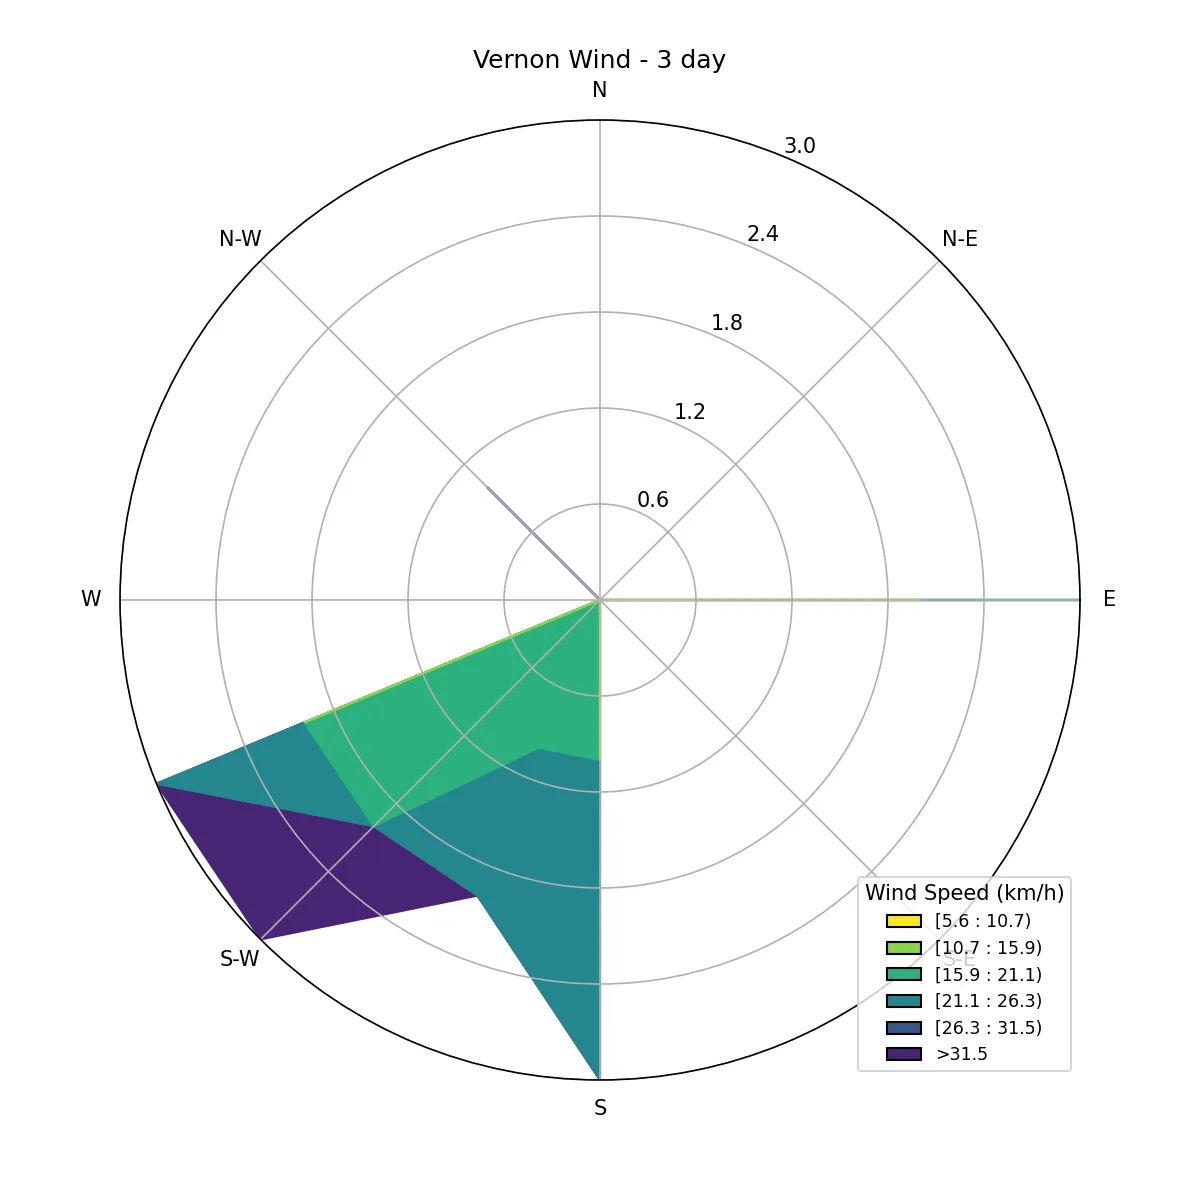 Vernon Wind - 3 day
N
3.0
N-W
N-E
2.4
1.8
1.2
0.6
W
E
S-W
S-E
S
Wind Speed (km/h)
[5.6 : 10.7)
[10.7 : 15.9)
[15.9 : 21.1)
[21.1 : 26.3)
[26.3 : 31.5)
>31.5